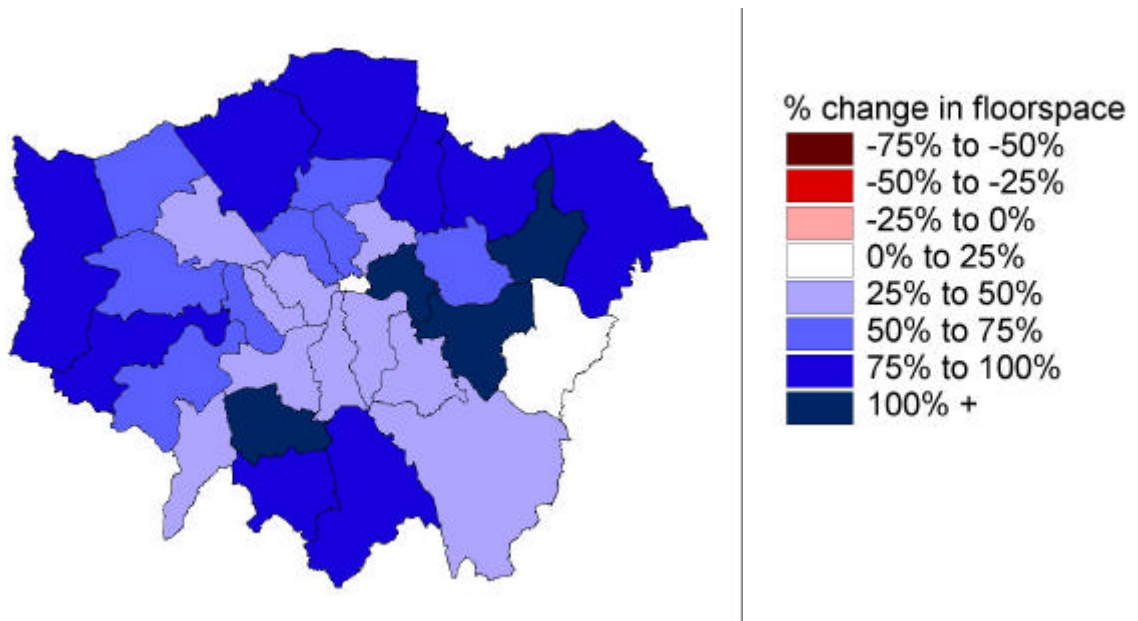 % change in floorspace
-75% to -50%
-50% to -25%
-25% to 0%
0% to 25%
25% to 50%
50% to 75%
75% to 100%
100% +